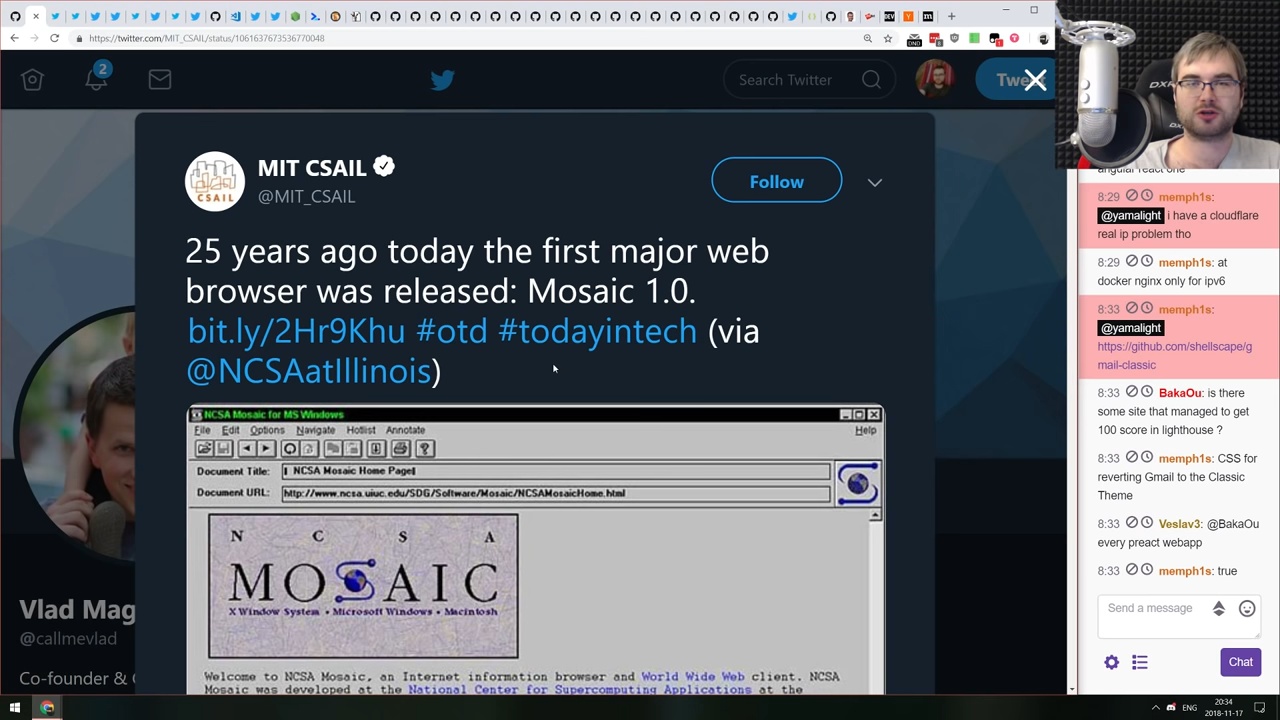 https://twitter.com/MIT_CSAIL/status/1061637673536770048
2
Search Twitter
Tweet
MIT CSAIL
@MIT_CSAIL
CSAIL
Follow
25 years ago today the first major web
browser was released: Mosaic 1.0.
bit.ly/2Hr9Khu #otd #todayintech (via
@NCSAatIllinois)
NCSA Mosaic for MS Windows
File Edit Options Navigate Hotlist Annotate Help
Document Title: NCSA Mosaic Home Page
Document URL: http://www.ncsa.uiuc.edu/SDG/Software/Mosaic/NCSAMosaicHome.html
N C S A
MOSAIC
X Window System • Microsoft Windows • Macintosh
Welcome to NCSA Mosaic, an Internet information browser and World Wide Web client. NCSA
Mosaic was developed at the National Center for Supercomputing Applications at the
Vlad Mag
@callmevlad
Co-founder &
angular react one
8:29 memph1s:
@yamalight i have a cloudflare
real ip problem tho
8:29 memph1s: at
docker nginx only for ipv6
8:33 memph1s:
@yamalight
https://github.com/shellscape/g
mail-classic
8:33 BakaOu: is there
some site that managed to get
100 score in lighthouse ?
8:33 memph1s: CSS for
reverting Gmail to the Classic
Theme
8:33 Veslav3: @BakaOu
every preact webapp
8:33 memph1s: true
Send a message
Chat
ENG
20:34
2018-11-17